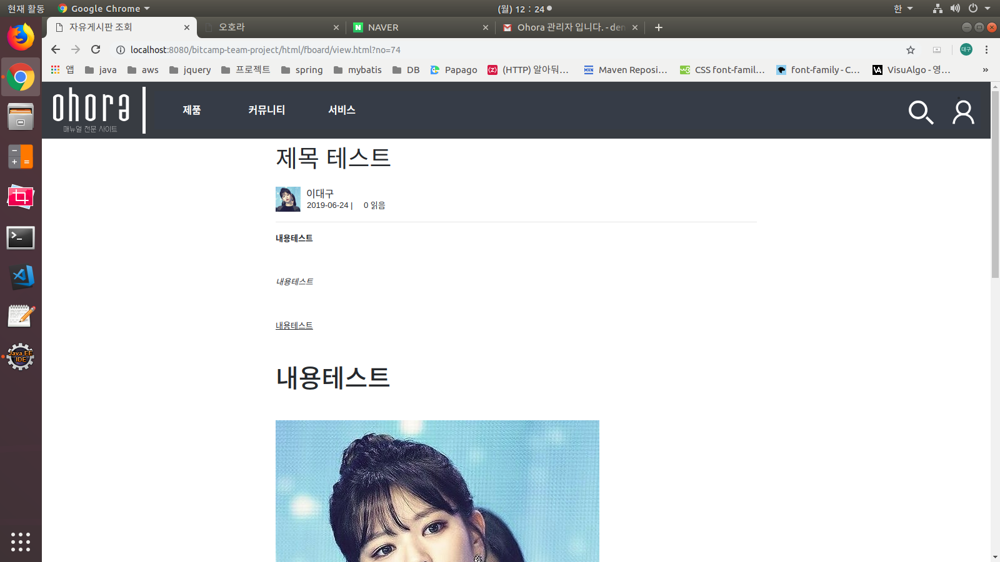 현재 활동 Google Chrome (월) 12 : 24 한
자유게시판 조회 오호라 NAVER Ohora 관리자 입니다. - den
localhost:8080/bitcamp-team-project/html/fboard/view.html?no=74 대구
앱 java aws jquery 프로젝트 spring mybatis DB Papago (HTTP) 알아둬... Maven Reposi... CSS font-famil... font-family - C... VisuAlgo - 영... »
ohora 제품 커뮤니티 서비스
매뉴얼 전문 사이트
제목 테스트
이대구
2019-06-24 | 0 읽음
내용테스트
내용테스트
내용테스트
내용테스트
Java EE
IDE